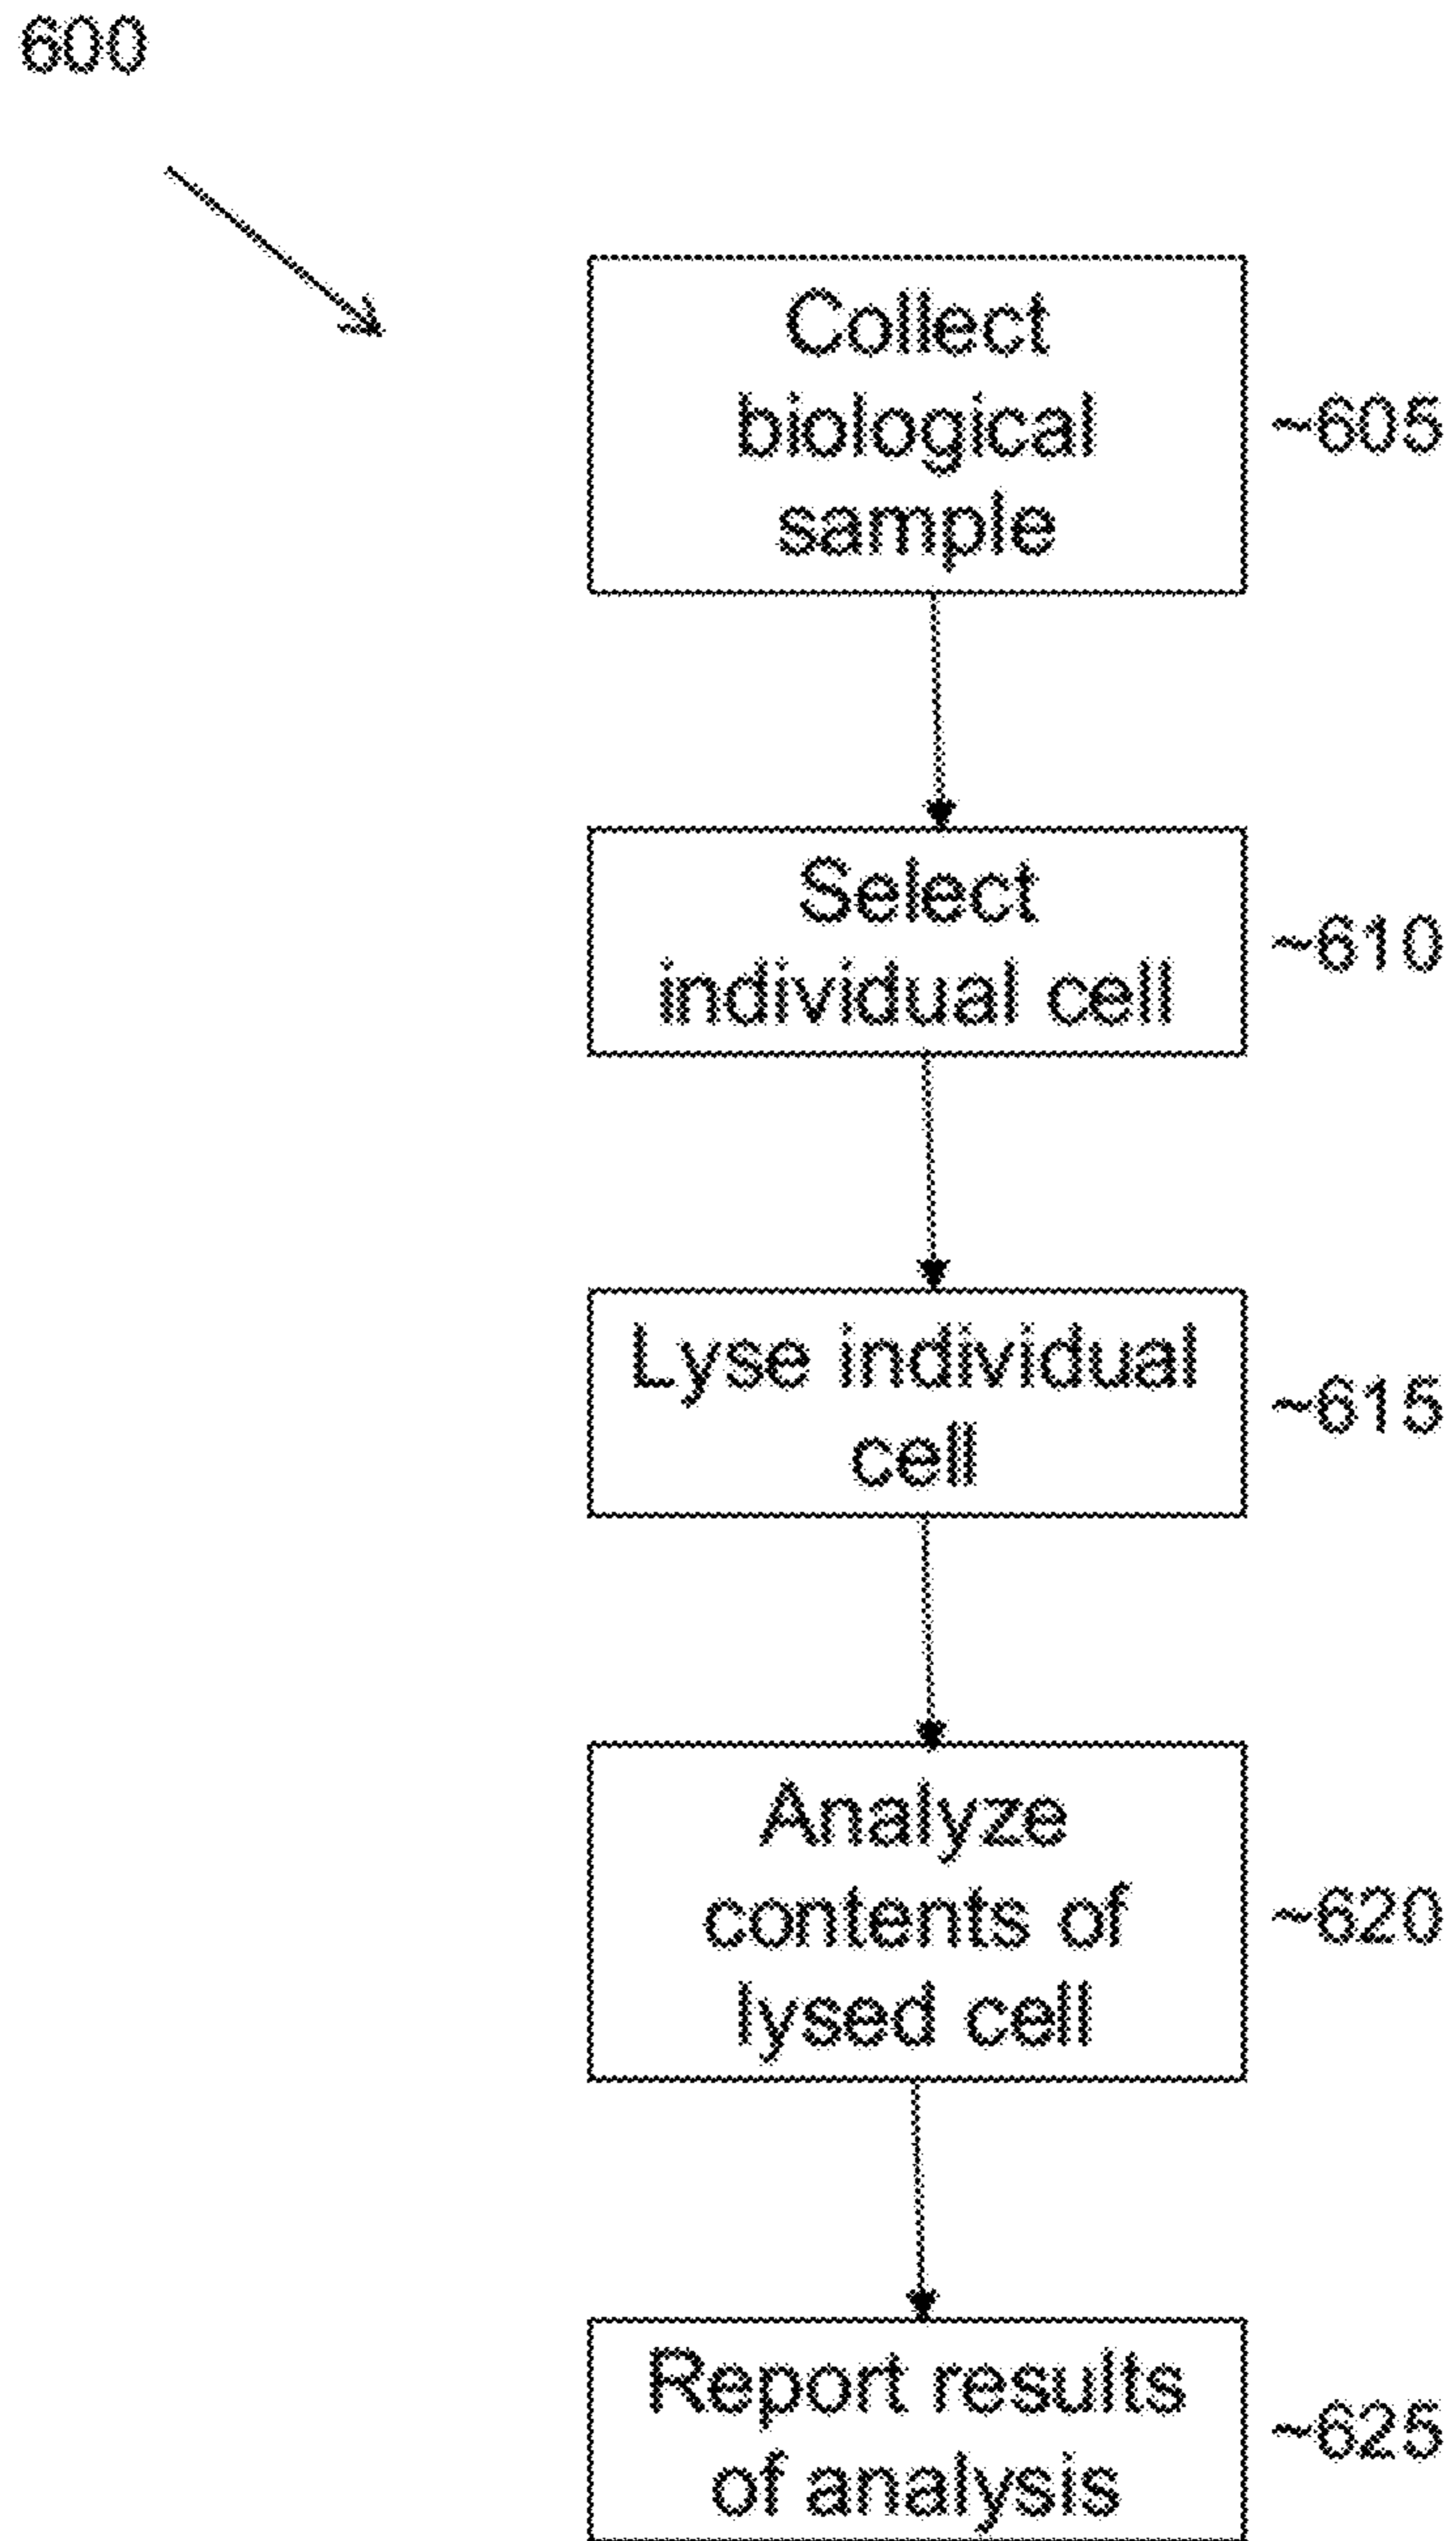 600
Collect
biological
sample
~605
Select
individual cell
~610
Lyse individual
cell
~615
Analyze
contents of
lysed cell
~620
Report results
of analysis
~625